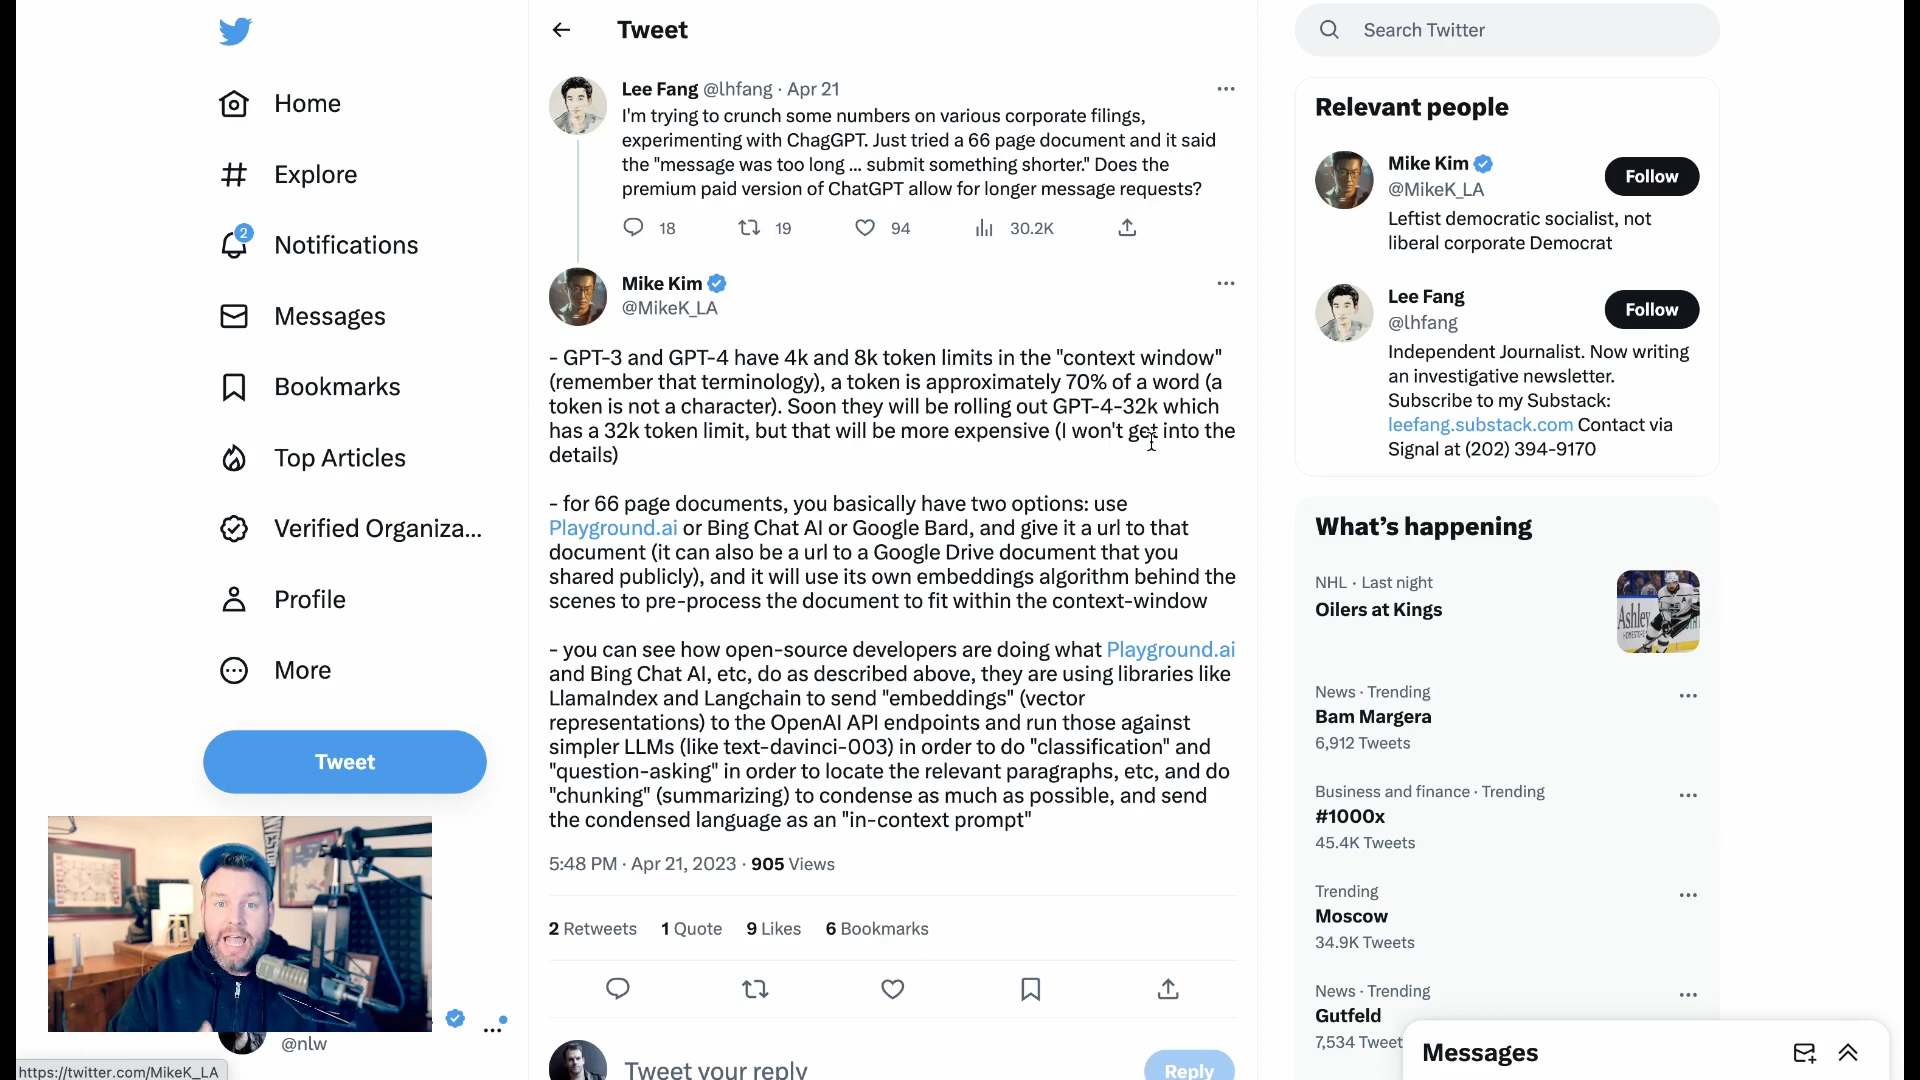 Home
Explore
2
Notifications
Messages
Bookmarks
Top Articles
Verified Organiza...
Profile
More
Tweet
@nlw
https://twitter.com/MikeK_LA
Tweet
Lee Fang @lhfang · Apr 21
I'm trying to crunch some numbers on various corporate filings,
experimenting with ChagGPT. Just tried a 66 page document and it said
the "message was too long ... submit something shorter." Does the
premium paid version of ChatGPT allow for longer message requests?
18 19 94 30.2K
Mike Kim
@MikeK_LA
- GPT-3 and GPT-4 have 4k and 8k token limits in the "context window"
(remember that terminology), a token is approximately 70% of a word (a
token is not a character). Soon they will be rolling out GPT-4-32k which
has a 32k token limit, but that will be more expensive (I won't get into the
details)
- for 66 page documents, you basically have two options: use
Playground.ai or Bing Chat AI or Google Bard, and give it a url to that
document (it can also be a url to a Google Drive document that you
shared publicly), and it will use its own embeddings algorithm behind the
scenes to pre-process the document to fit within the context-window
- you can see how open-source developers are doing what Playground.ai
and Bing Chat AI, etc, do as described above, they are using libraries like
LlamaIndex and Langchain to send "embeddings" (vector
representations) to the OpenAI API endpoints and run those against
simpler LLMs (like text-davinci-003) in order to do "classification" and
"question-asking" in order to locate the relevant paragraphs, etc, and do
"chunking" (summarizing) to condense as much as possible, and send
the condensed language as an "in-context prompt"
5:48 PM · Apr 21, 2023 · 905 Views
2 Retweets 1 Quote 9 Likes 6 Bookmarks
Tweet your reply
Reply
Search Twitter
Relevant people
Mike Kim
@MikeK_LA
Follow
Leftist democratic socialist, not
liberal corporate Democrat
Lee Fang
@lhfang
Follow
Independent Journalist. Now writing
an investigative newsletter.
Subscribe to my Substack:
leefang.substack.com Contact via
Signal at (202) 394-9170
What's happening
NHL · Last night
Oilers at Kings
Ashley
News · Trending
Bam Margera
6,912 Tweets
Business and finance · Trending
#1000x
45.4K Tweets
Trending
Moscow
34.9K Tweets
News · Trending
Gutfeld
7,534 Tweet
Messages